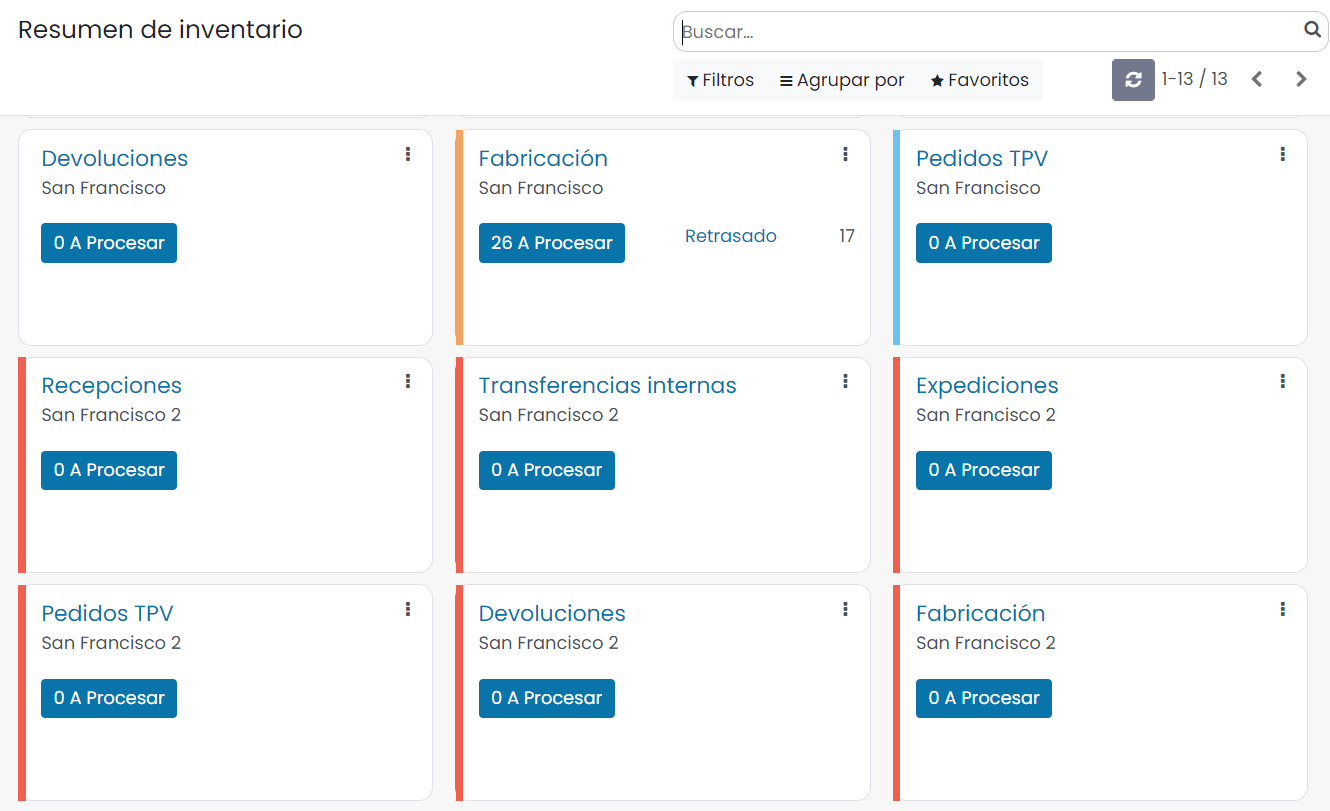 Resumen de inventario
Buscar...
Filtros Agrupar por Favoritos 1-13 / 13
Devoluciones
San Francisco
0 A Procesar
Fabricación
San Francisco
26 A Procesar Retrasado 17
Pedidos TPV
San Francisco
0 A Procesar
Recepciones
San Francisco 2
0 A Procesar
Transferencias internas
San Francisco 2
0 A Procesar
Expediciones
San Francisco 2
0 A Procesar
Pedidos TPV
San Francisco 2
0 A Procesar
Devoluciones
San Francisco 2
0 A Procesar
Fabricación
San Francisco 2
0 A Procesar